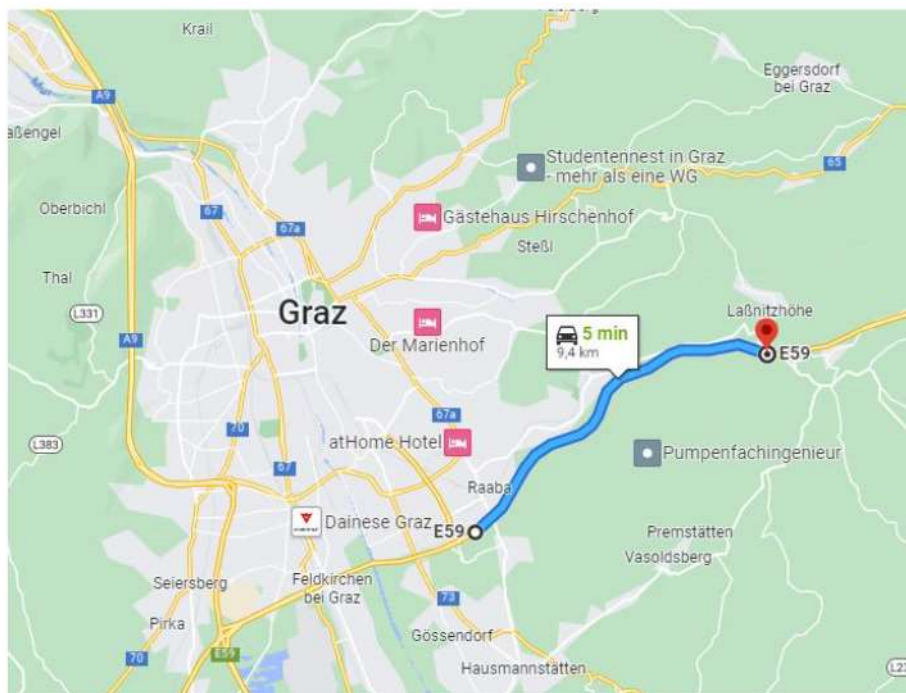 Krail
Eggersdorf
bei Graz
A9
Mur
Studentennest in Graz
- mehr als eine WG
65
Oberbichl
67
67a
Gästehaus Hirschenhof
Steßl
Thal
L331
Graz
Laßnitzhöhe
5 min
9,4 km
E59
A9
Der Marienhof
67a
70
L383
atHome Hotel
Pumpenfachingenieur
67
Raaba
Dainese Graz
E59
Premstätten
Vasoldsberg
Seiersberg
Feldkirchen
bei Graz
73
Pirka
Gössendorf
70
E59
Hausmannstätten